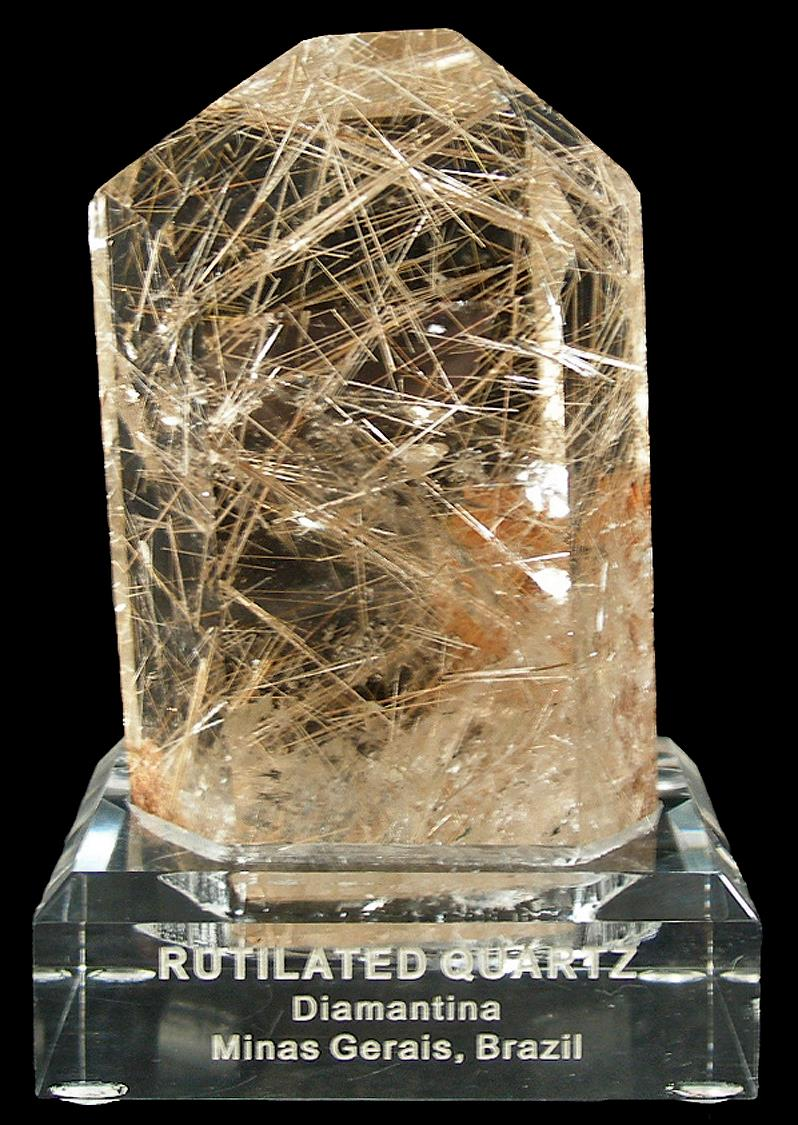 RUTILATED QUARTZ
Diamantina
Minas Gerais, Brazil